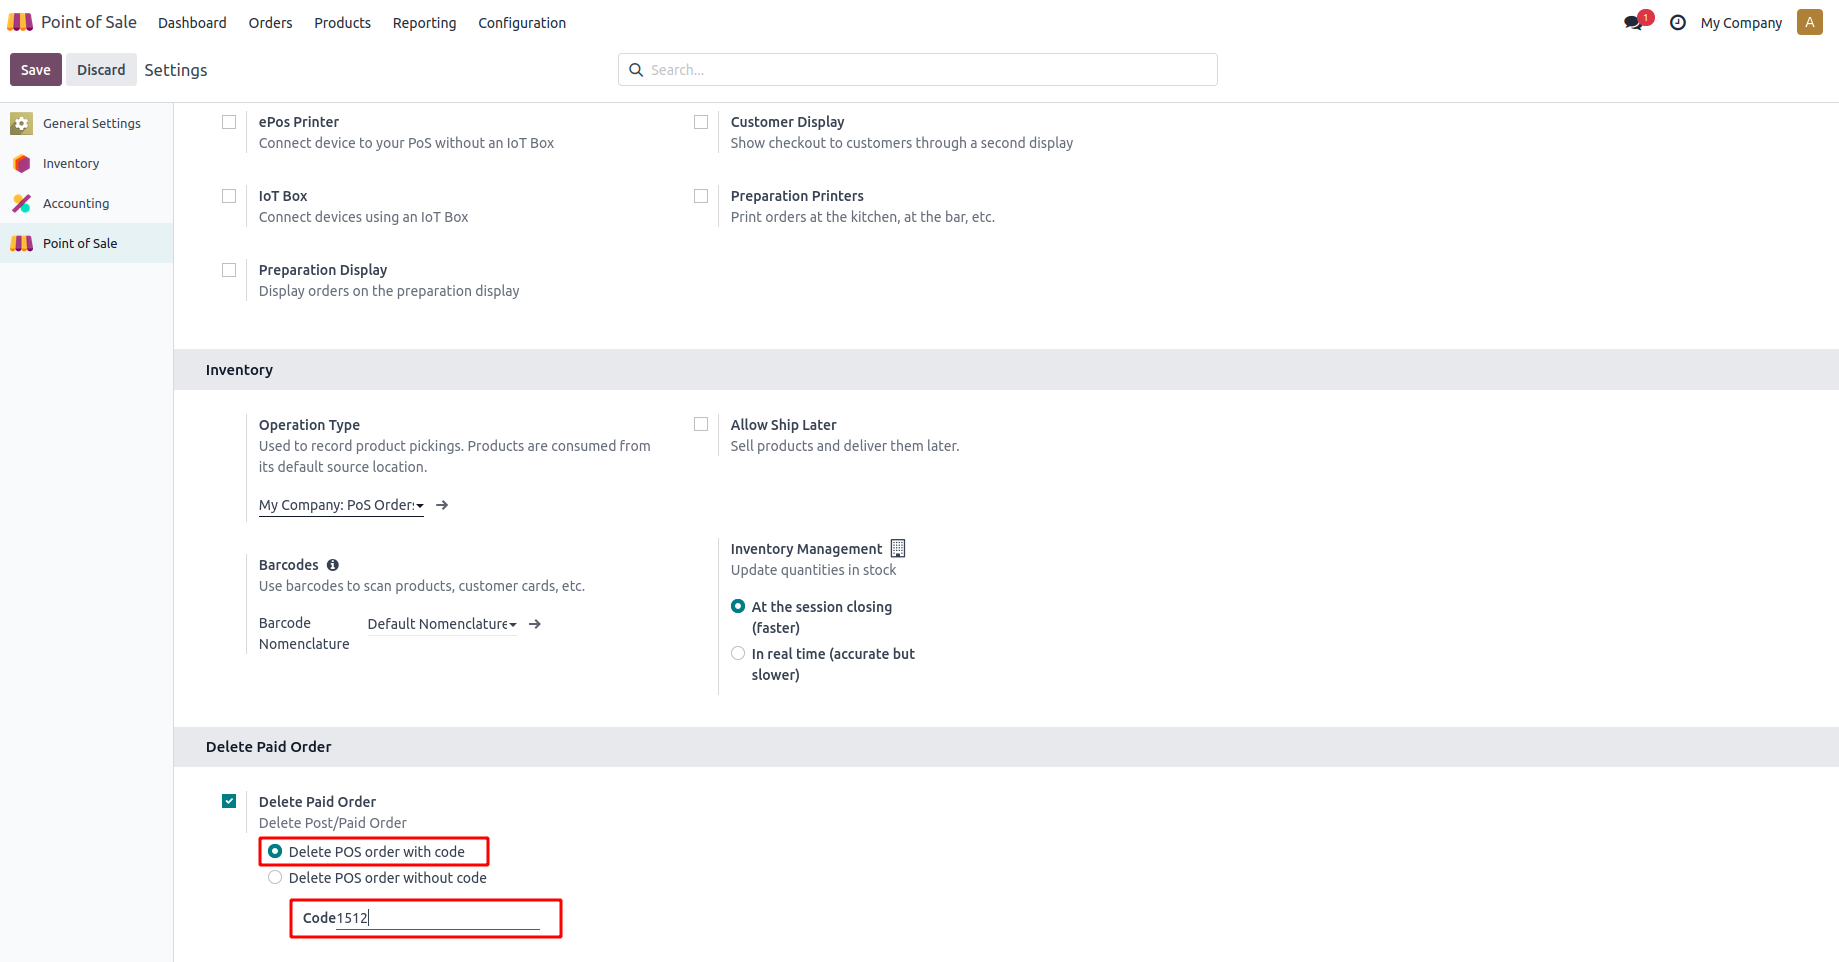 Point of Sale Dashboard Orders Products Reporting Configuration 1 My Company A
Save Discard Settings Search...
General Settings
Inventory
Accounting
Point of Sale
ePos Printer
Connect device to your PoS without an IoT Box
Customer Display
Show checkout to customers through a second display
IoT Box
Connect devices using an IoT Box
Preparation Printers
Print orders at the kitchen, at the bar, etc.
Preparation Display
Display orders on the preparation display
Inventory
Operation Type
Used to record product pickings. Products are consumed from
its default source location.
My Company: PoS Orders
Allow Ship Later
Sell products and deliver them later.
Barcodes
Use barcodes to scan products, customer cards, etc.
Barcode
Nomenclature
Default Nomenclature
Inventory Management
Update quantities in stock
At the session closing
(faster)
In real time (accurate but
slower)
Delete Paid Order
Delete Paid Order
Delete Post/Paid Order
Delete POS order with code
Delete POS order without code
Code1512